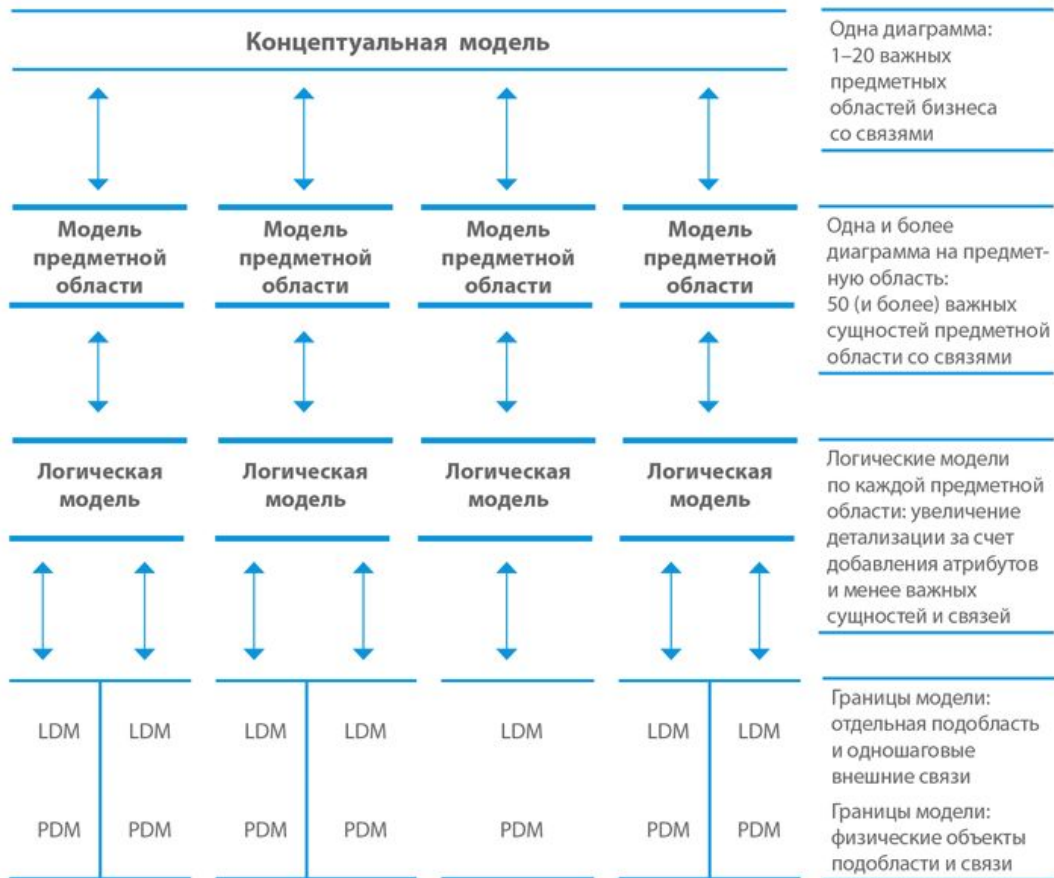 Концептуальная модель
Одна диаграмма:
1–20 важных
предметных
областей бизнеса
со связями
Модель
предметной
области
Модель
предметной
области
Модель
предметной
области
Модель
предметной
области
Одна и более
диаграмма на предмет-
ную область:
50 (и более) важных
сущностей предметной
области со связями
Логическая
модель
Логическая
модель
Логическая
модель
Логическая
модель
Логические модели
по каждой предметной
области: увеличение
детализации за счет
добавления атрибутов
и менее важных
сущностей и связей
LDM LDM LDM LDM LDM LDM LDM
Границы модели:
отдельная подобласть
и одношаговые
внешние связи
PDM PDM PDM PDM PDM PDM PDM
Границы модели:
физические объекты
подобласти и связи